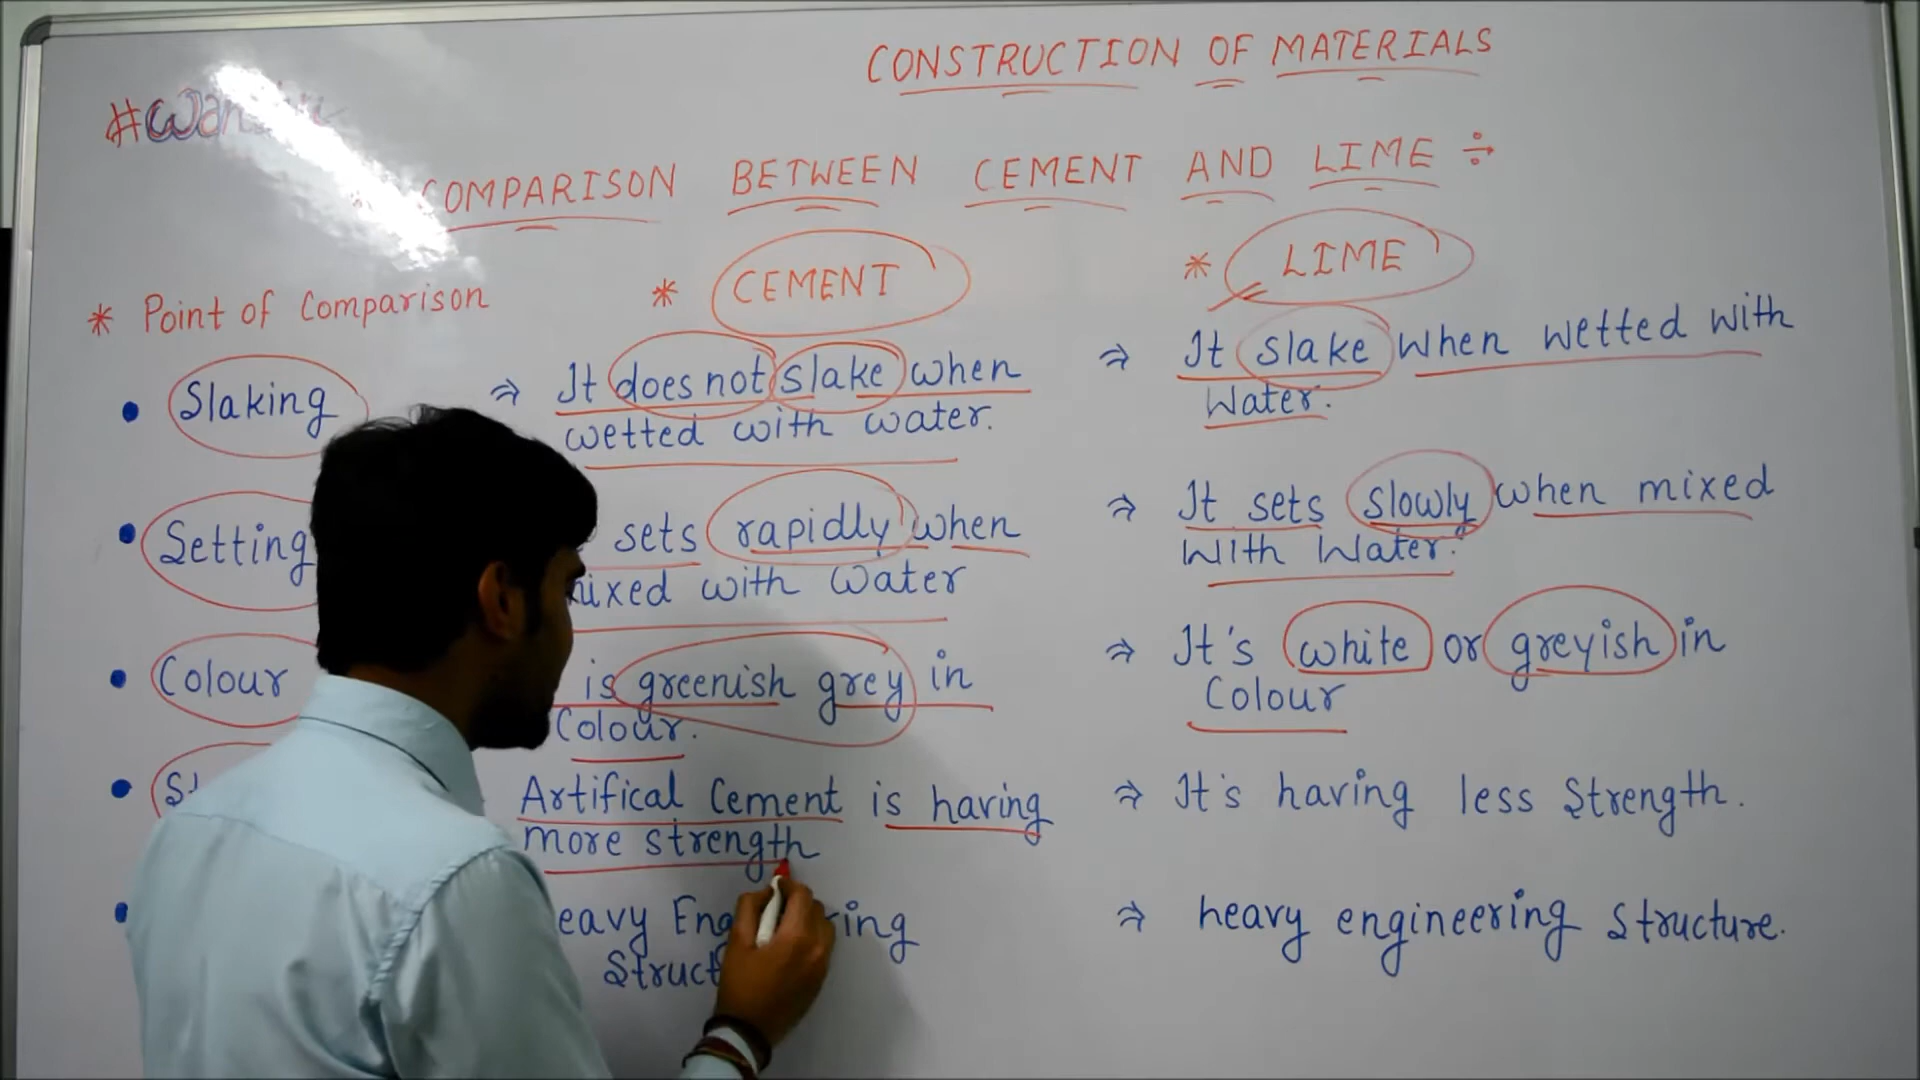 CONSTRUCTION OF MATERIALS
COMPARISON BETWEEN CEMENT AND LIME ÷
* Point of Comparison
* CEMENT
* LIME
• Slaking
⇒ It does not slake when
wetted with water.
⇒ It slake when wetted with
Water.
• Setting
sets rapidly when
mixed with water
⇒ It sets slowly when mixed
with Water.
• Colour
is greenish grey in
Colour.
⇒ It's white or greyish in
Colour
•
Artifical Cement is having
more strength
⇒ It's having less Strength.
•
⇒ heavy engineering Structure.